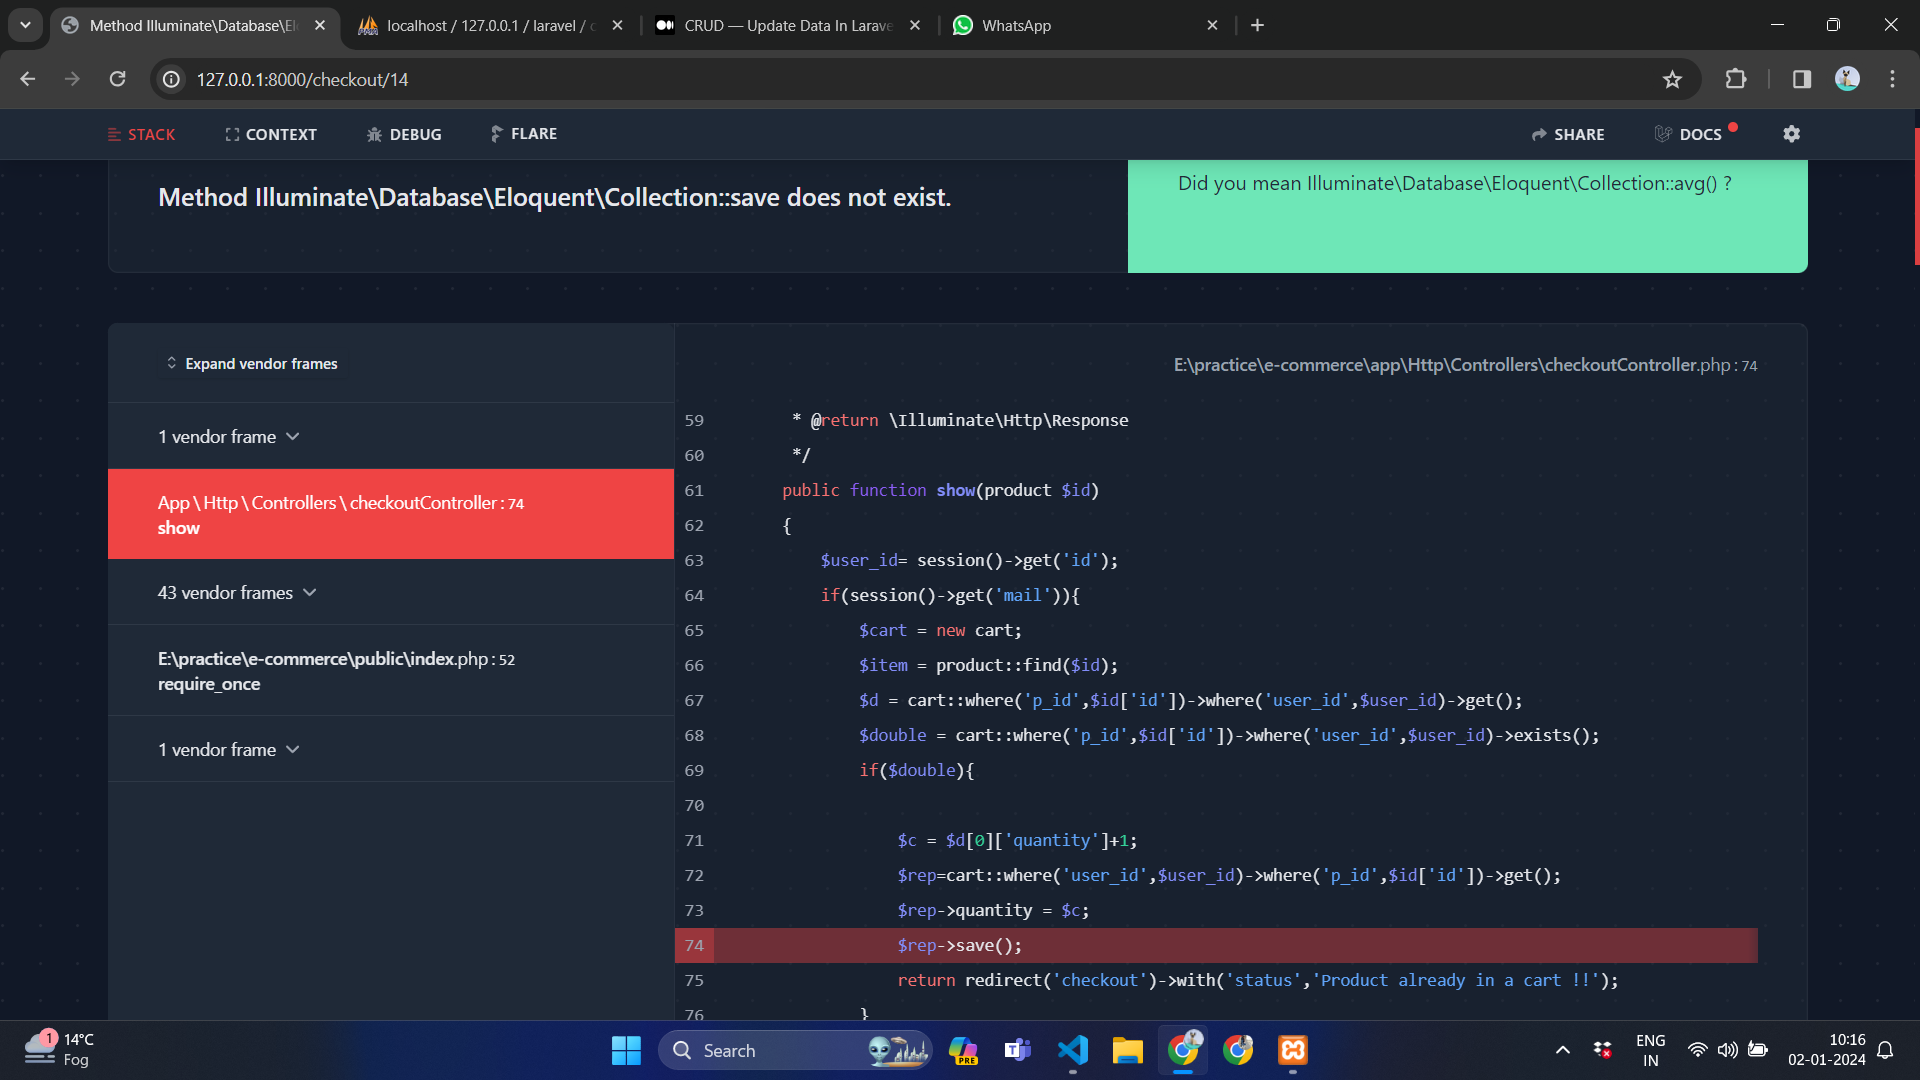 Method Illuminate\Database\El
localhost / 127.0.0.1 / laravel / c
CRUD — Update Data In Larave
WhatsApp
127.0.0.1:8000/checkout/14
STACK
CONTEXT
DEBUG
FLARE
SHARE
DOCS
Method Illuminate\Database\Eloquent\Collection::save does not exist.
Did you mean Illuminate\Database\Eloquent\Collection::avg() ?
Expand vendor frames
1 vendor frame
App \ Http \ Controllers \ checkoutController : 74
show
43 vendor frames
E:\practice\e-commerce\public\index.php : 52
require_once
1 vendor frame
E:\practice\e-commerce\app\Http\Controllers\checkoutController.php : 74
59 * @return \Illuminate\Http\Response
60 */
61 public function show(product $id)
62 {
63 $user_id= session()->get('id');
64 if(session()->get('mail')){
65 $cart = new cart;
66 $item = product::find($id);
67 $d = cart::where('p_id',$id['id'])->where('user_id',$user_id)->get();
68 $double = cart::where('p_id',$id['id'])->where('user_id',$user_id)->exists();
69 if($double){
70
71 $c = $d[0]['quantity']+1;
72 $rep=cart::where('user_id',$user_id)->where('p_id',$id['id'])->get();
73 $rep->quantity = $c;
74 $rep->save();
75 return redirect('checkout')->with('status','Product already in a cart !!');
76 }
1
14°C
Fog
Search
PRE
ENG
IN
10:16
02-01-2024